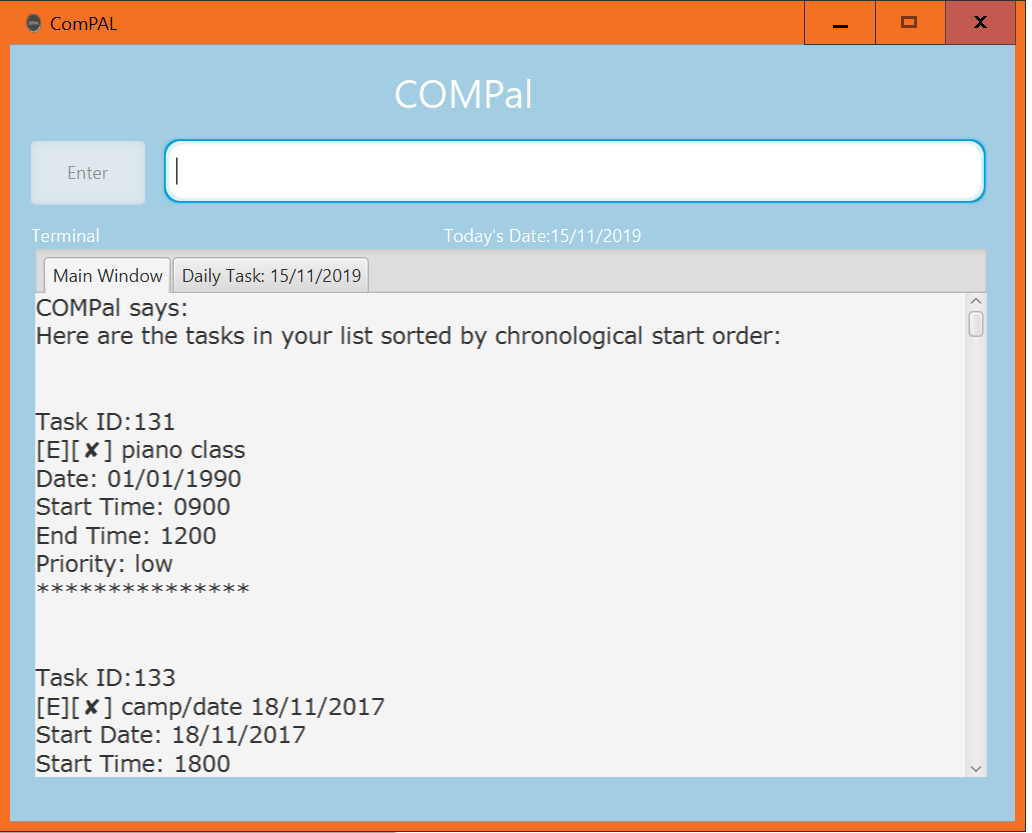 ComPAL
COMPal
Enter
Terminal
Today's Date:15/11/2019
Main Window
Daily Task: 15/11/2019
COMPal says:
Here are the tasks in your list sorted by chronological start order:
Task ID:131
[E][✘] piano class
Date: 01/01/1990
Start Time: 0900
End Time: 1200
Priority: low
***************
Task ID:133
[E][✘] camp/date 18/11/2017
Start Date: 18/11/2017
Start Time: 1800